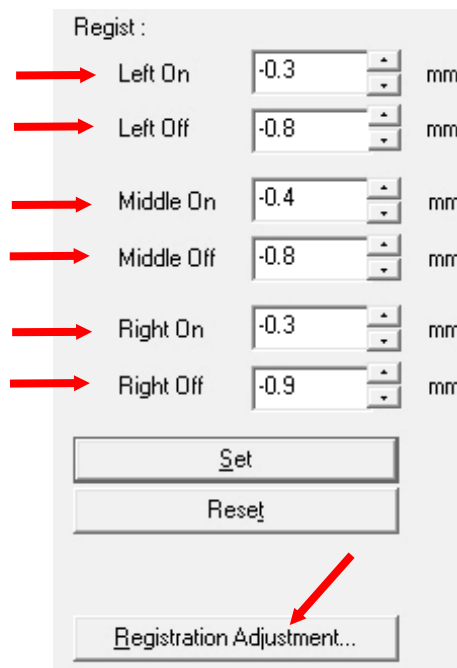 Regist :
Left On -0.3 mm
Left Off -0.8 mm
Middle On -0.4 mm
Middle Off -0.8 mm
Right On -0.3 mm
Right Off -0.9 mm
Set
Reset
Registration Adjustment...